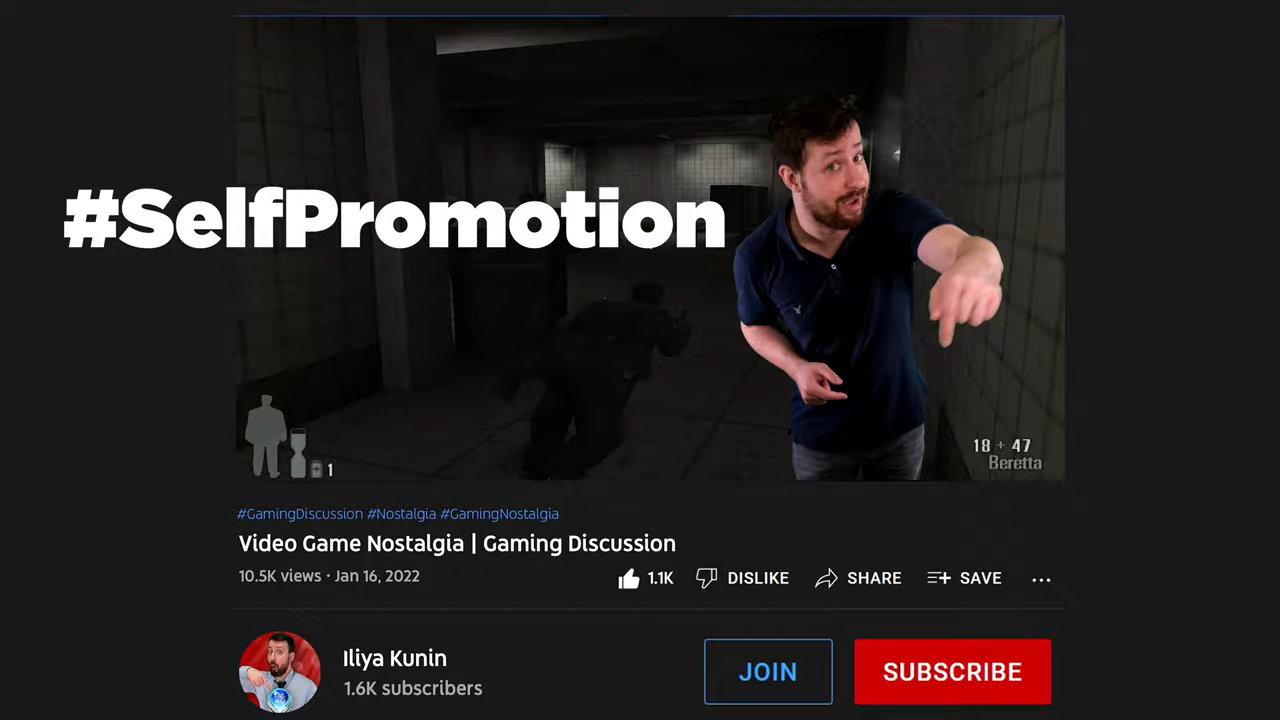 #SelfPromotion
1
18 + 47
Beretta
#GamingDiscussion #Nostalgia #GamingNostalgia
Video Game Nostalgia | Gaming Discussion
10.5K views · Jan 16, 2022
1.1K DISLIKE SHARE SAVE ...
Iliya Kunin
1.6K subscribers
JOIN
SUBSCRIBE